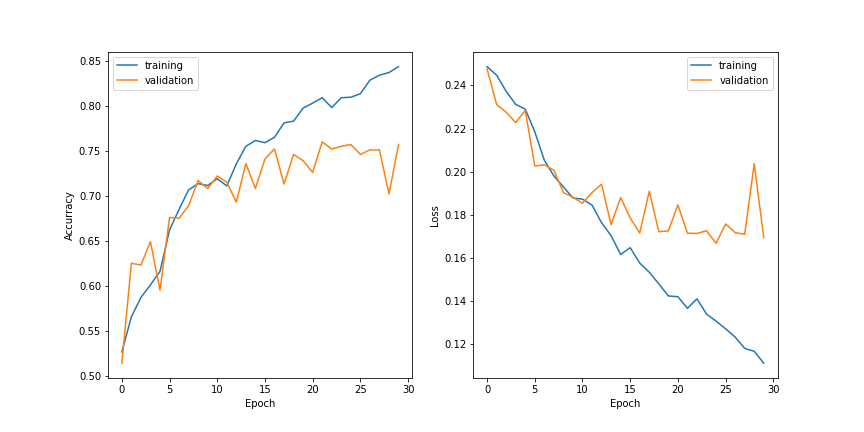 training
validation
0.85
0.80
0.75
0.70
0.65
0.60
0.55
0.50
Accurracy
0 5 10 15 20 25 30
Epoch
training
validation
0.24
0.22
0.20
0.18
0.16
0.14
0.12
Loss
0 5 10 15 20 25 30
Epoch